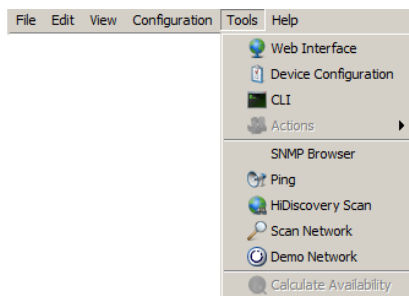 File Edit View Configuration Tools Help
Web Interface
Device Configuration
CLI
Actions
SNMP Browser
Ping
HiDiscovery Scan
Scan Network
Demo Network
Calculate Availability